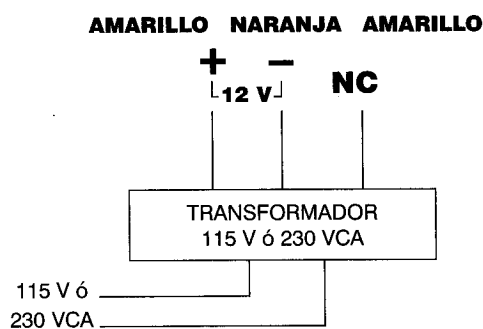 AMARILLO NARANJA AMARILLO
+ −
12 V
NC
TRANSFORMADOR
115 V ó 230 VCA
115 V ó
230 VCA